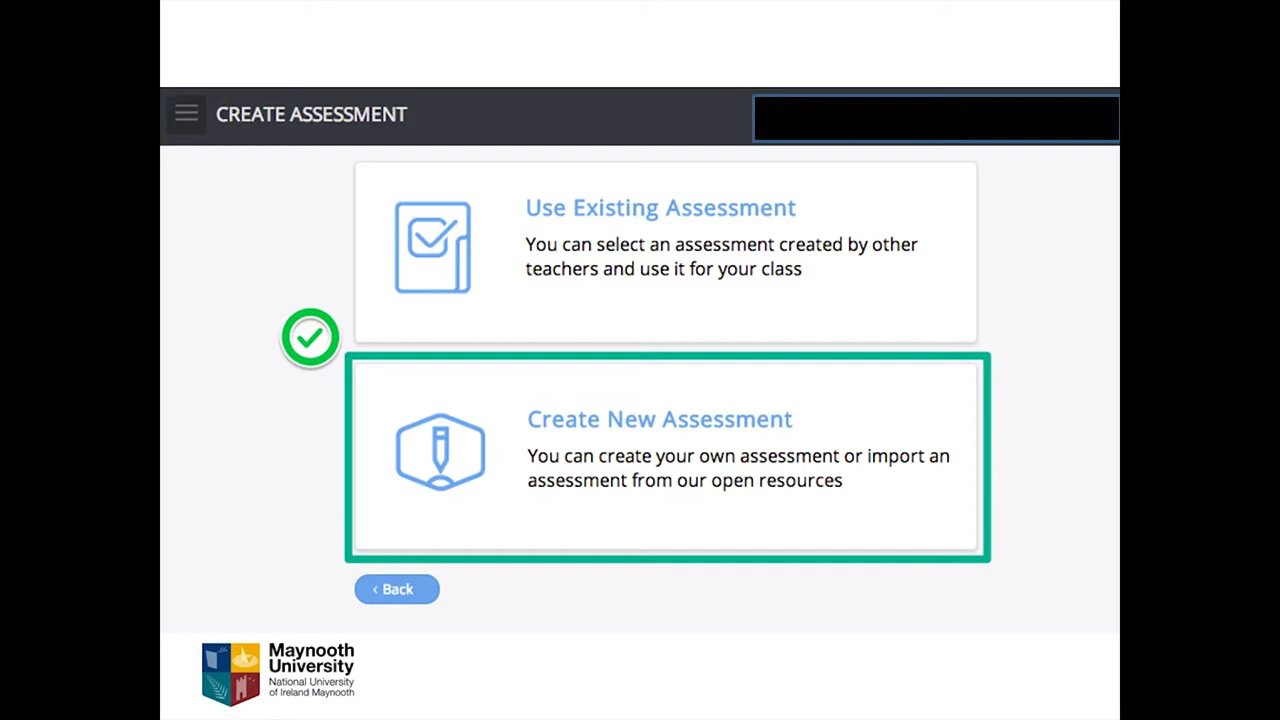 CREATE ASSESSMENT
Use Existing Assessment
You can select an assessment created by other
teachers and use it for your class
Create New Assessment
You can create your own assessment or import an
assessment from our open resources
‹ Back
Maynooth
University
National University
of Ireland Maynooth